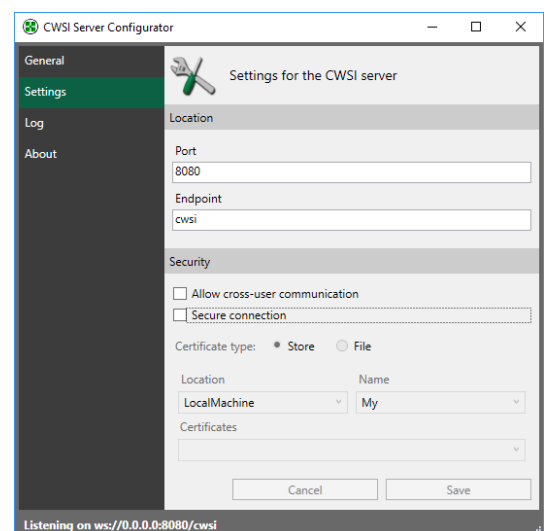 CWSI Server Configurator
General
Settings
Log
About
Settings for the CWSI server
Location
Port
8080
Endpoint
cwsi
Security
Allow cross-user communication
Secure connection
Certificate type: Store File
Location Name
LocalMachine My
Certificates
Cancel Save
Listening on ws://0.0.0.0:8080/cwsi